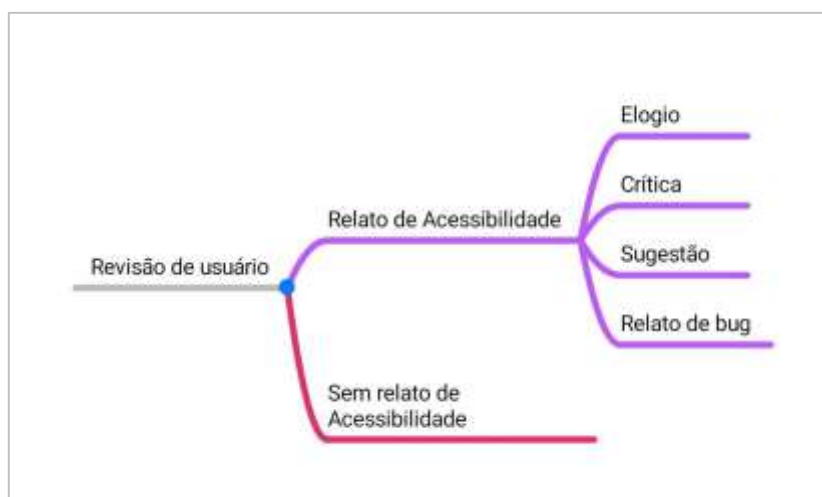 Revisão de usuário
Relato de Acessibilidade
Elogio
Crítica
Sugestão
Relato de bug
Sem relato de
Acessibilidade